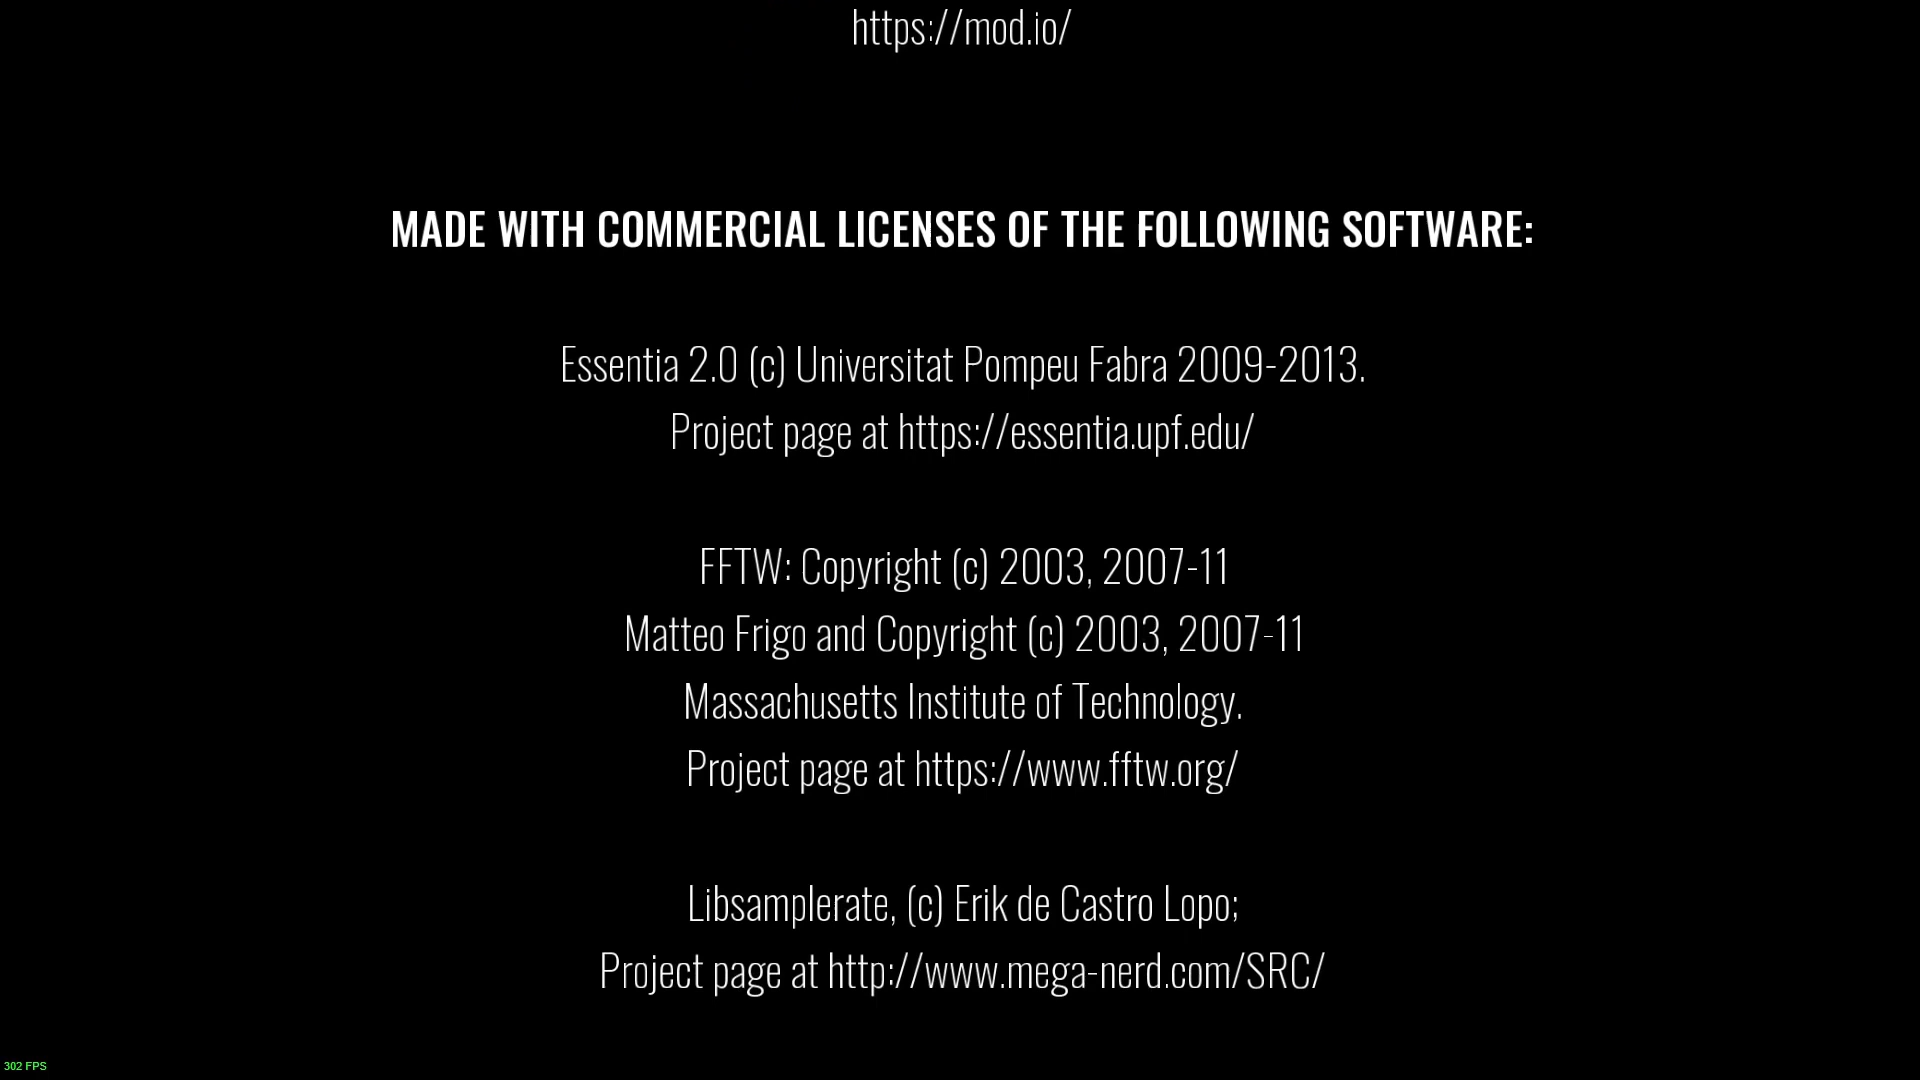 https://mod.io/
MADE WITH COMMERCIAL LICENSES OF THE FOLLOWING SOFTWARE:
Essentia 2.0 (c) Universitat Pompeu Fabra 2009-2013.
Project page at https://essentia.upf.edu/
FFTW: Copyright (c) 2003, 2007-11
Matteo Frigo and Copyright (c) 2003, 2007-11
Massachusetts Institute of Technology.
Project page at https://www.fftw.org/
Libsamplerate, (c) Erik de Castro Lopo;
Project page at http://www.mega-nerd.com/SRC/
302 FPS